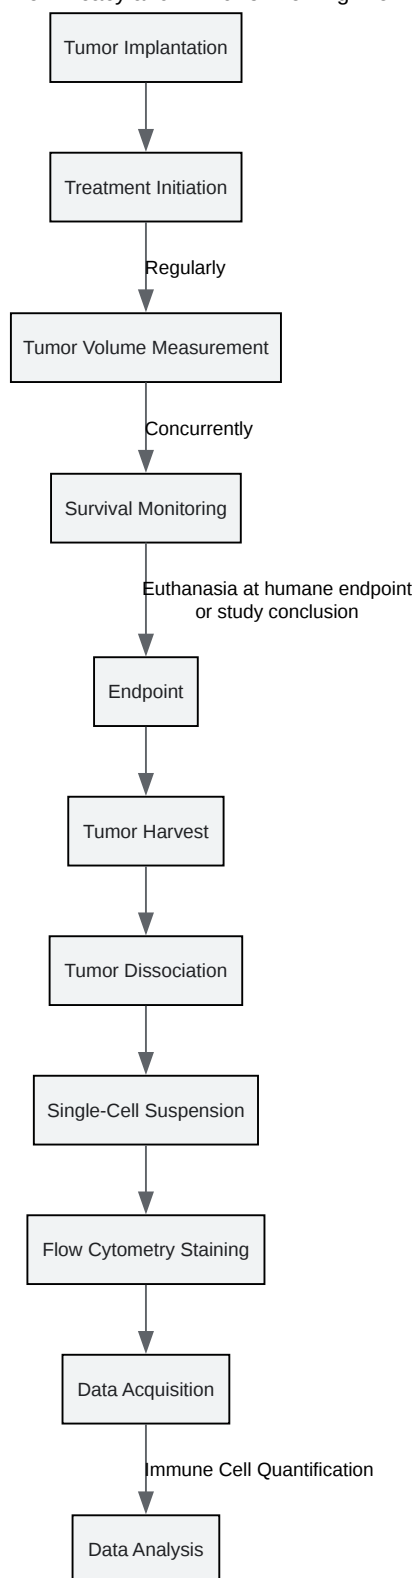 Tumor Implantation
Treatment Initiation
Regularly
Tumor Volume Measurement
Concurrently
Survival Monitoring
Euthanasia at humane endpoint
or study conclusion
Endpoint
Tumor Harvest
Tumor Dissociation
Single-Cell Suspension
Flow Cytometry Staining
Data Acquisition
Immune Cell Quantification
Data Analysis